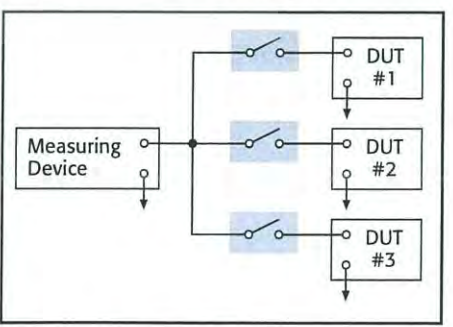 DUT
#1
Measuring
Device
DUT
#2
DUT
#3